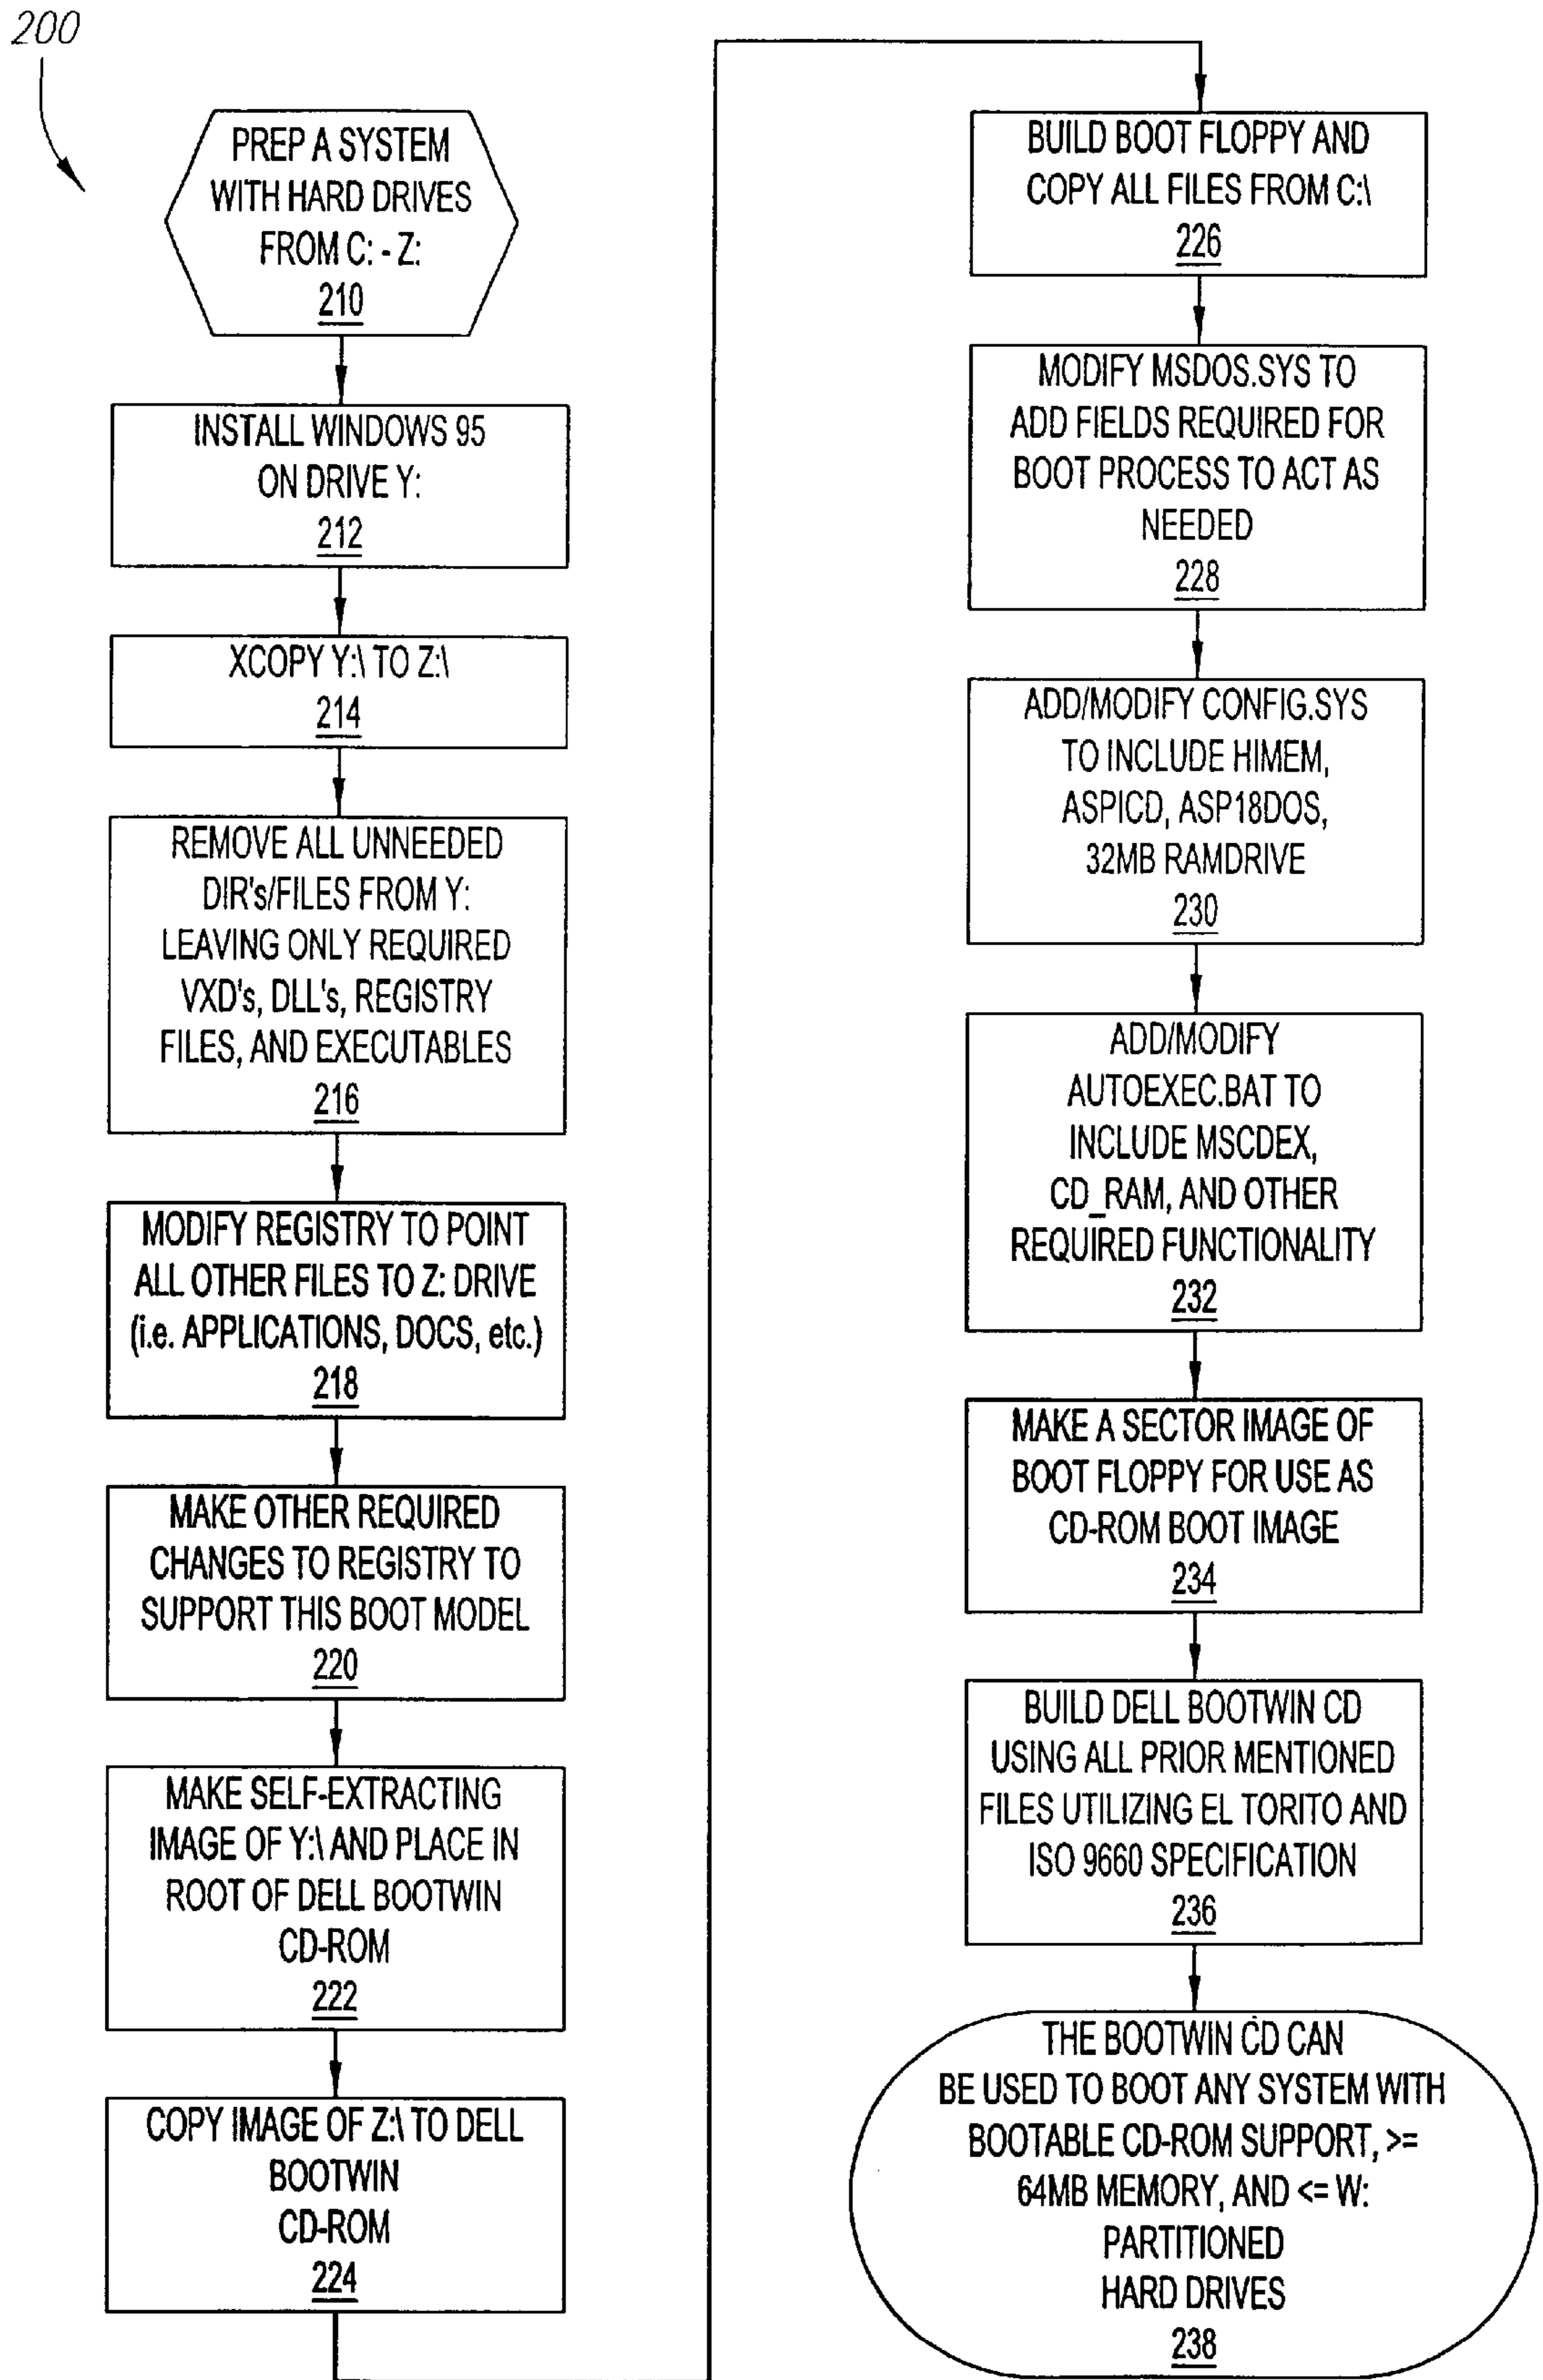 200
PREP A SYSTEM
WITH HARD DRIVES
FROM C: - Z:
210
INSTALL WINDOWS 95
ON DRIVE Y:
212
XCOPY Y:\ TO Z:\
214
REMOVE ALL UNNEEDED
DIR's/FILES FROM Y:
LEAVING ONLY REQUIRED
VXD's, DLL's, REGISTRY
FILES, AND EXECUTABLES
216
MODIFY REGISTRY TO POINT
ALL OTHER FILES TO Z: DRIVE
(i.e. APPLICATIONS, DOCS, etc.)
218
MAKE OTHER REQUIRED
CHANGES TO REGISTRY TO
SUPPORT THIS BOOT MODEL
220
MAKE SELF-EXTRACTING
IMAGE OF Y:\ AND PLACE IN
ROOT OF DELL BOOTWIN
CD-ROM
222
COPY IMAGE OF Z:\ TO DELL
BOOTWIN
CD-ROM
224
BUILD BOOT FLOPPY AND
COPY ALL FILES FROM C:\
226
MODIFY MSDOS.SYS TO
ADD FIELDS REQUIRED FOR
BOOT PROCESS TO ACT AS
NEEDED
228
ADD/MODIFY CONFIG.SYS
TO INCLUDE HIMEM,
ASPICD, ASP18DOS,
32MB RAMDRIVE
230
ADD/MODIFY
AUTOEXEC.BAT TO
INCLUDE MSCDEX,
CD_RAM, AND OTHER
REQUIRED FUNCTIONALITY
232
MAKE A SECTOR IMAGE OF
BOOT FLOPPY FOR USE AS
CD-ROM BOOT IMAGE
234
BUILD DELL BOOTWIN CD
USING ALL PRIOR MENTIONED
FILES UTILIZING EL TORITO AND
ISO 9660 SPECIFICATION
236
THE BOOTWIN CD CAN
BE USED TO BOOT ANY SYSTEM WITH
BOOTABLE CD-ROM SUPPORT, >=
64MB MEMORY, AND <= W:
PARTITIONED
HARD DRIVES
238